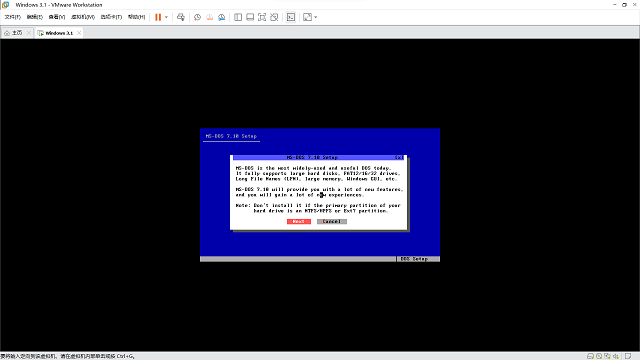 Windows 3.1 - VMware Workstation
文件(F) 编辑(E) 查看(V) 虚拟机(M) 选项卡(T) 帮助(H)
主页 Windows 3.1
MS-DOS 7.10 Setup
MS-DOS 7.10 Setup
MS-DOS is the most widely-used and useful DOS today.
It fully supports large hard disks, FAT12/16/32 drives,
Long File Names (LFN), large memory, Windows GUI, etc.
MS-DOS 7.10 will provide you with a lot of new features,
and you will gain a lot of new experiences.
Note: Don't install it if the primary partition of your
hard drive is an NTFS/HPFS or Ext? partition.
Next Cancel
DOS Setup
要将输入定向到该虚拟机，请在虚拟机内部单击或按 Ctrl+G。